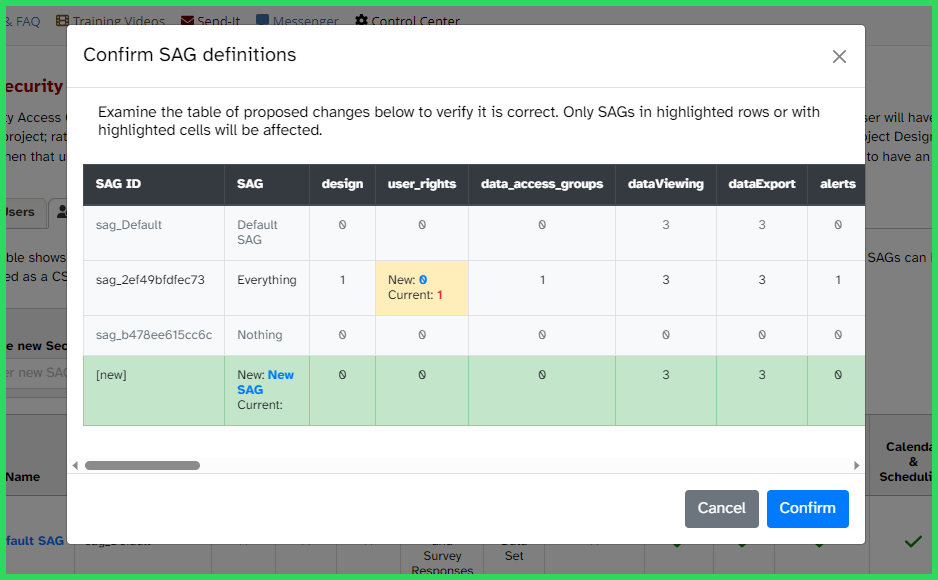 & FAQ Training Videos Send-It Messenger Control Center
Confirm SAG definitions
Examine the table of proposed changes below to verify it is correct. Only SAGs in highlighted rows or with
highlighted cells will be affected.
SAG ID SAG design user_rights data_access_groups dataViewing dataExport alerts
sag_Default Default SAG 0 0 0 3 3 0
sag_2ef49bfdfec73 Everything 1 New: 0 Current: 1 1 3 3 1
sag_b478ee615cc6c Nothing 0 0 0 0 0 0
[new] New: New SAG Current: 0 0 0 3 3 0
Cancel Confirm
ecurity
ty Access
ser will have
project; rat
ject Design
hen that u
to have an
Users
ble shows
SAGs can
ed as a CS
e new Sec
er new SAG
Name
Calenda
&
Scheduli
fault SAG
Survey
Responses
Set